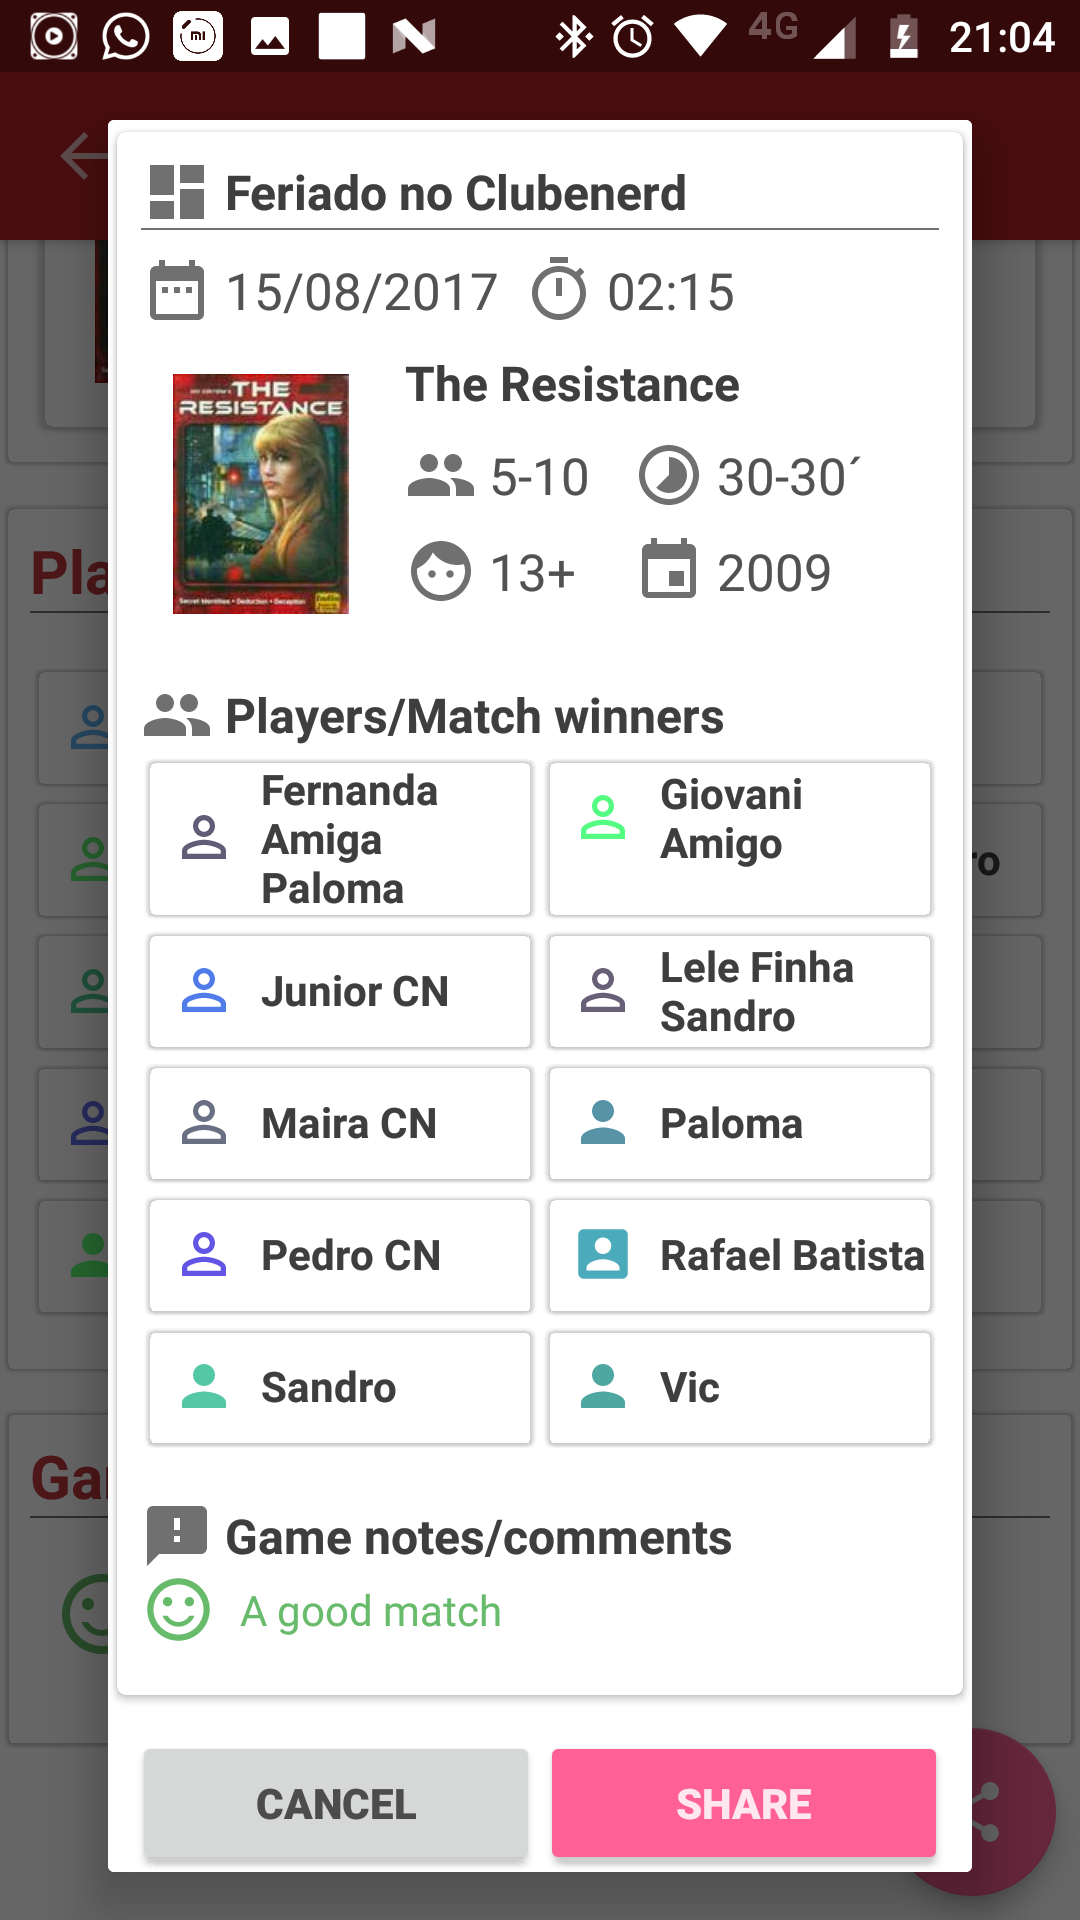 4G 21:04
Feriado no Clubenerd
15/08/2017 02:15
THE
RESISTANCE
The Resistance
5-10 30-30´
13+ 2009
Players/Match winners
Fernanda
Amiga
Paloma
Giovani
Amigo
Junior CN
Lele Finha
Sandro
Maira CN
Paloma
Pedro CN
Rafael Batista
Sandro
Vic
Game notes/comments
A good match
CANCEL
SHARE
Pla
ro
Ga